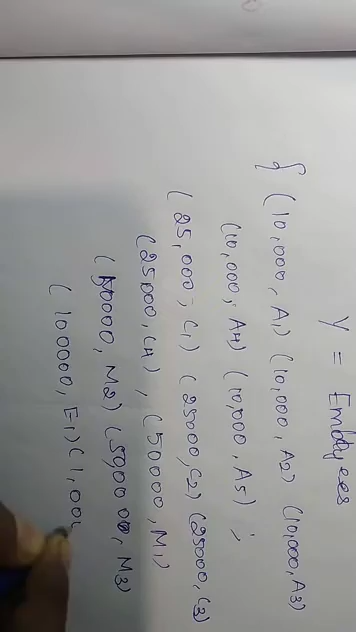 Y = Employees
{ (10,000, A1) (10,000, A2) (10,000, A3)
(10,000, A4) (10,000, A5) ;
(25,000, C1) (25000, C2) (25000, C3)
(25000, C4), (50000, M1)
(50000, M2) (50000, M3)
(100000, E1) (1,000